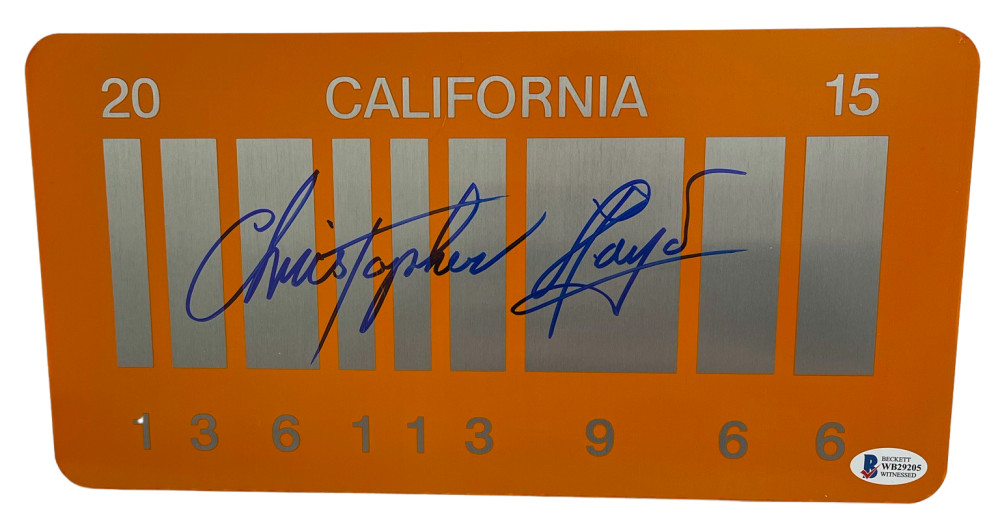 20 CALIFORNIA 15
Christopher Lloyd
1 3 6 1 1 3 9 6 6
BECKETT
WB29205
WITNESSED